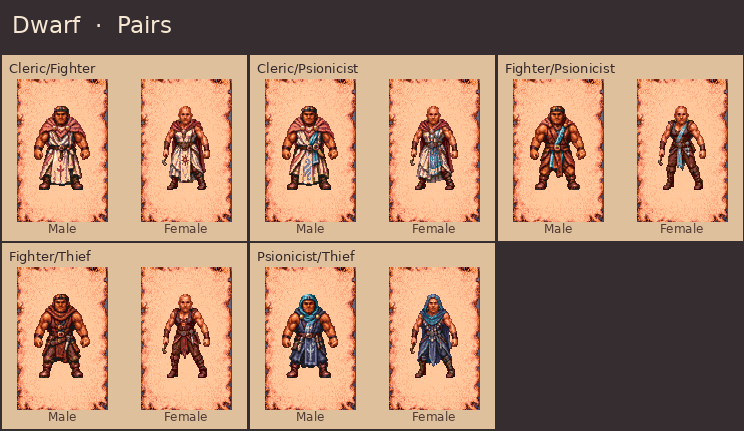 Dwarf · Pairs
Cleric/Fighter
Cleric/Psionicist
Fighter/Psionicist
Male
Female
Male
Female
Male
Female
Fighter/Thief
Psionicist/Thief
Male
Female
Male
Female